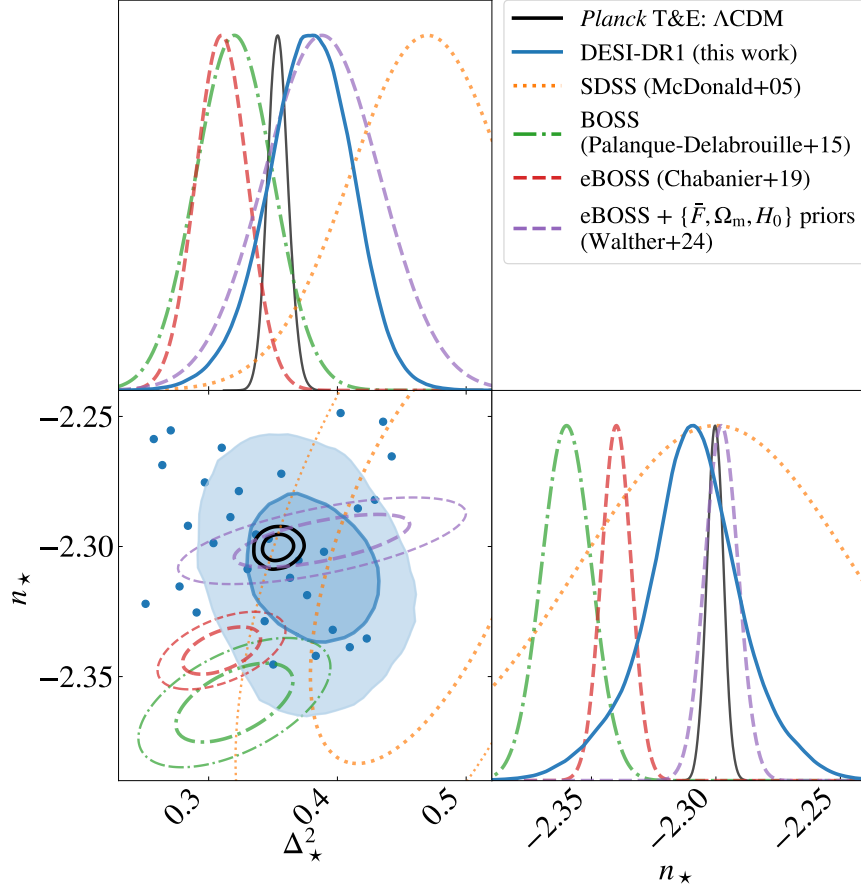 Planck T&E: ΛCDM
DESI-DR1 (this work)
SDSS (McDonald+05)
BOSS
(Palanque-Delabrouille+15)
eBOSS (Chabanier+19)
eBOSS + {F̄, Ωₘ, H₀} priors
(Walther+24)
−2.25
−2.30
−2.35
n⋆
0.3
0.4
0.5
Δ²⋆
−2.35
−2.30
−2.25
n⋆